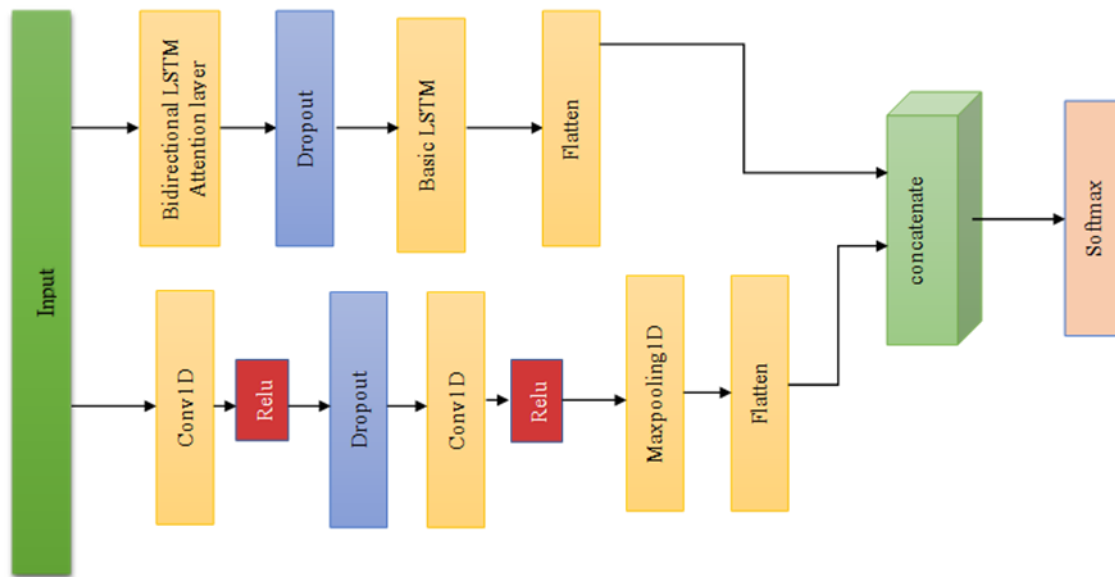 Input
Bidirectional LSTM
Attention layer
Dropout
Basic LSTM
Flatten
Conv1D
Relu
Dropout
Conv1D
Relu
Maxpooling1D
Flatten
concatenate
Softmax